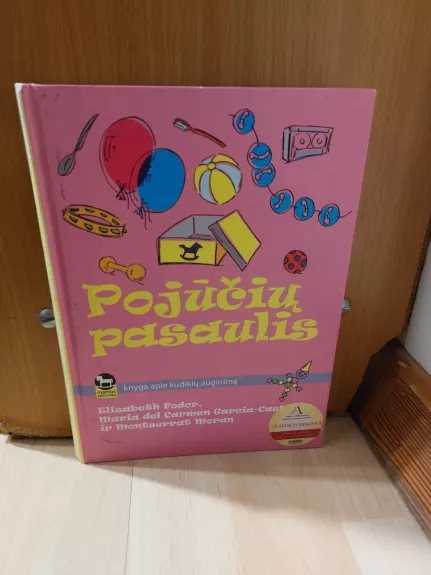 Pojūčių
pasaulis
knyga apie kūdikių auginimą
Elisabeth Fodor,
Maria del Carmen Garcia-Cas
ir Montserrat Moran